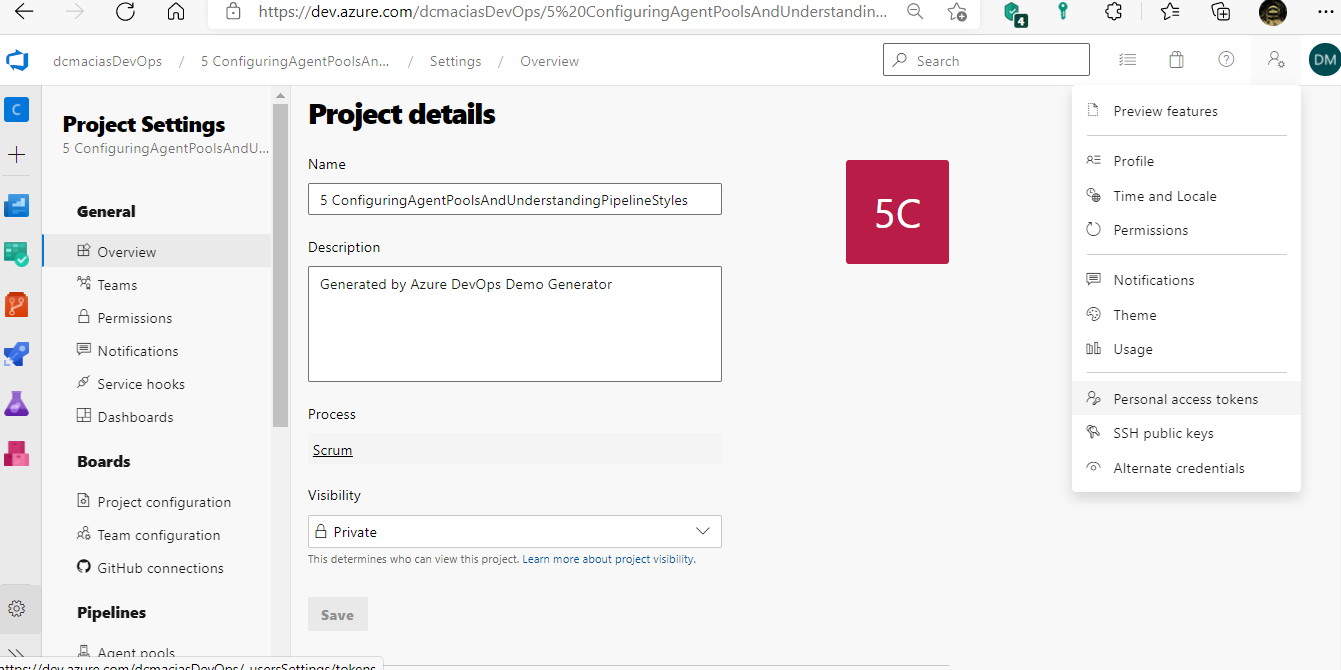 https://dev.azure.com/dcmaciasDevOps/5%20ConfiguringAgentPoolsAndUnderstandin...
4
dcmaciasDevOps / 5 ConfiguringAgentPoolsAn... / Settings / Overview
Search
DM
C
Project Settings
5 ConfiguringAgentPoolsAndU...
General
Overview
Teams
Permissions
Notifications
Service hooks
Dashboards
Boards
Project configuration
Team configuration
GitHub connections
Pipelines
Agent pools
Project details
Name
5 ConfiguringAgentPoolsAndUnderstandingPipelineStyles
Description
Generated by Azure DevOps Demo Generator
Process
Scrum
Visibility
Private
This determines who can view this project. Learn more about project visibility.
Save
5C
Preview features
Profile
Time and Locale
Permissions
Notifications
Theme
Usage
Personal access tokens
SSH public keys
Alternate credentials
https://dev.azure.com/dcmaciasDevOps/_usersSettings/tokens